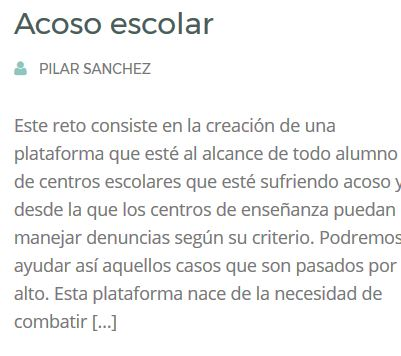 Acoso escolar
PILAR SANCHEZ
Este reto consiste en la creación de una
plataforma que esté al alcance de todo alumno
de centros escolares que esté sufriendo acoso y
desde la que los centros de enseñanza puedan
manejar denuncias según su criterio. Podremos
ayudar así aquellos casos que son pasados por
alto. Esta plataforma nace de la necesidad de
combatir [...]